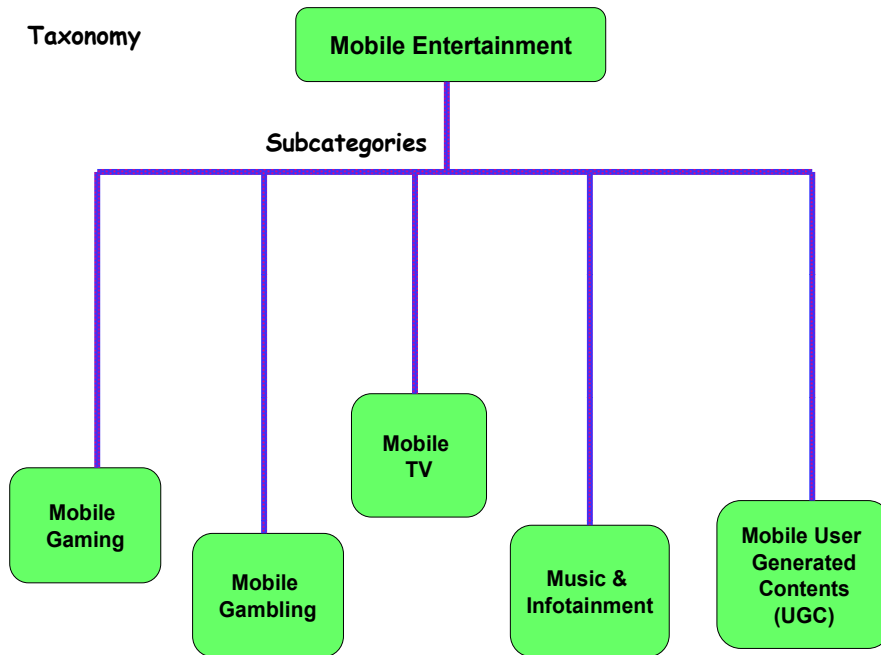 Taxonomy
Mobile Entertainment
Subcategories
Mobile
TV
Mobile
Gaming
Mobile
Gambling
Music &
Infotainment
Mobile User
Generated
Contents
(UGC)